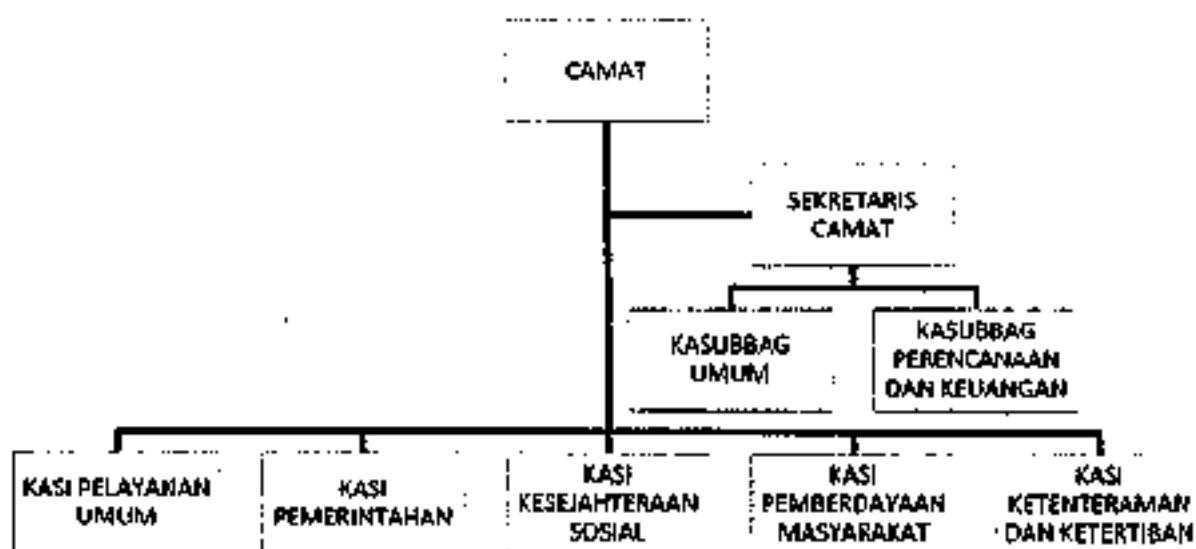 CAMAT
SEKRETARIS
CAMAT
KASUBBAG
UMUM
KASUBBAG
PERENCANAAN
DAN KEUANGAN
KASI PELAYANAN
UMUM
KASI
PEMERINTAHAN
KASI
KESEJAHTERAAN
SOSIAL
KASI
PEMBERDAYAAN
MASYARAKAT
KASI
KETENTERAMAN
DAN KETERTIBAN